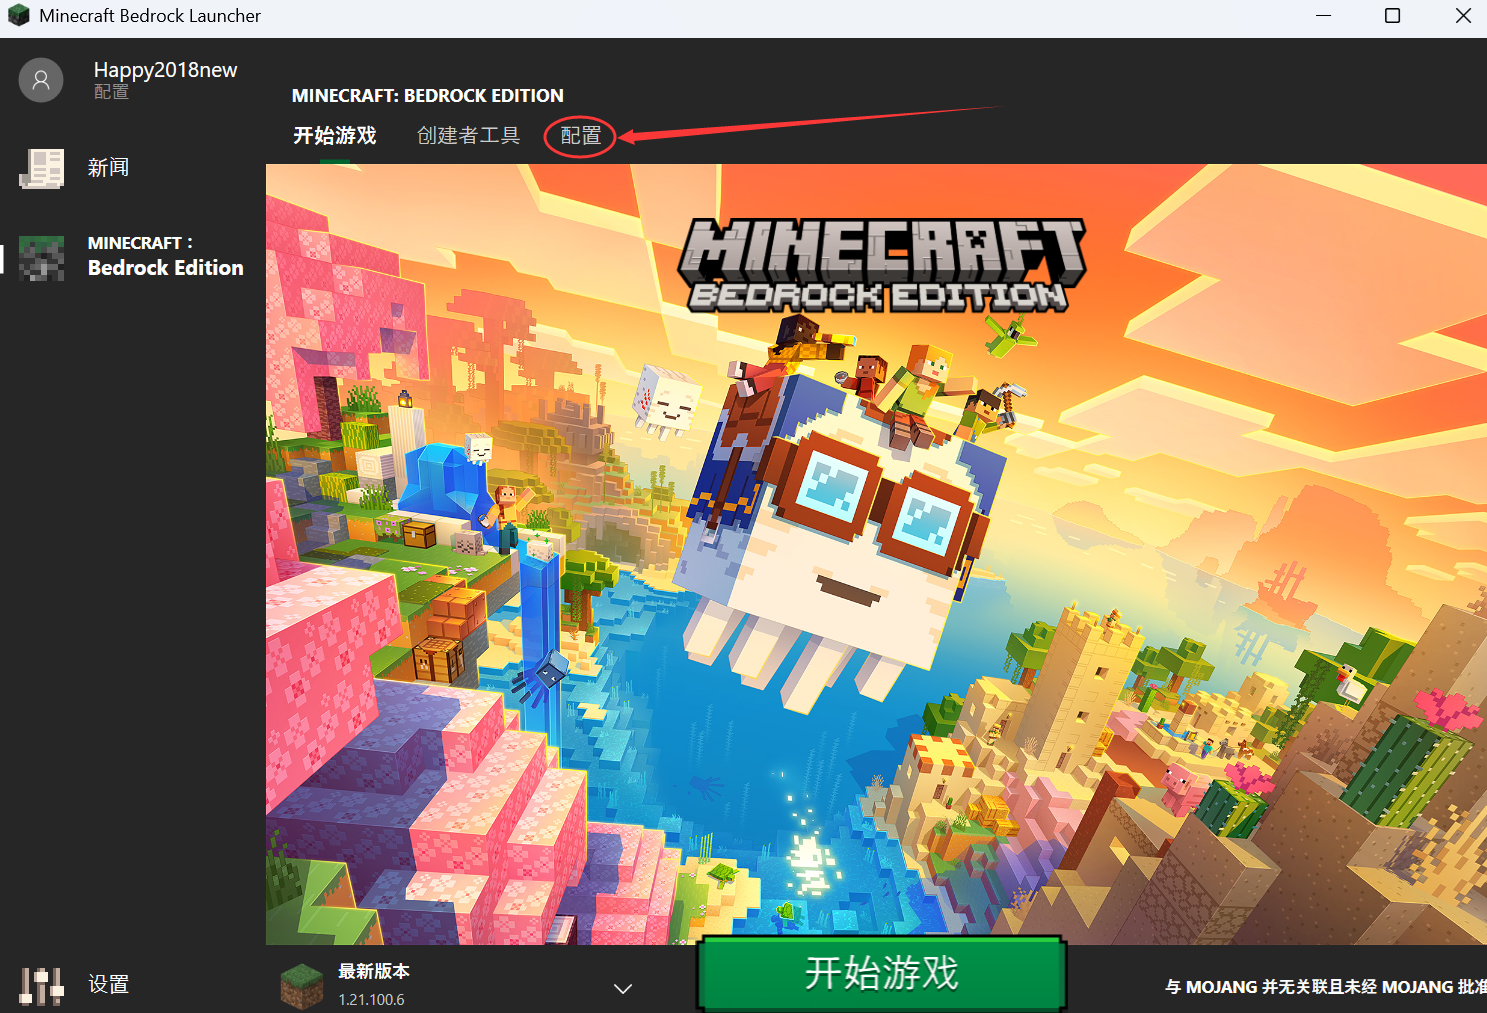 Minecraft Bedrock Launcher
Happy2018new
配置
新闻
MINECRAFT：
Bedrock Edition
设置
MINECRAFT: BEDROCK EDITION
开始游戏 创建者工具 配置
MINECRAFT
BEDROCK EDITION
最新版本
1.21.100.6
开始游戏
与 MOJANG 并无关联且未经 MOJANG 批准